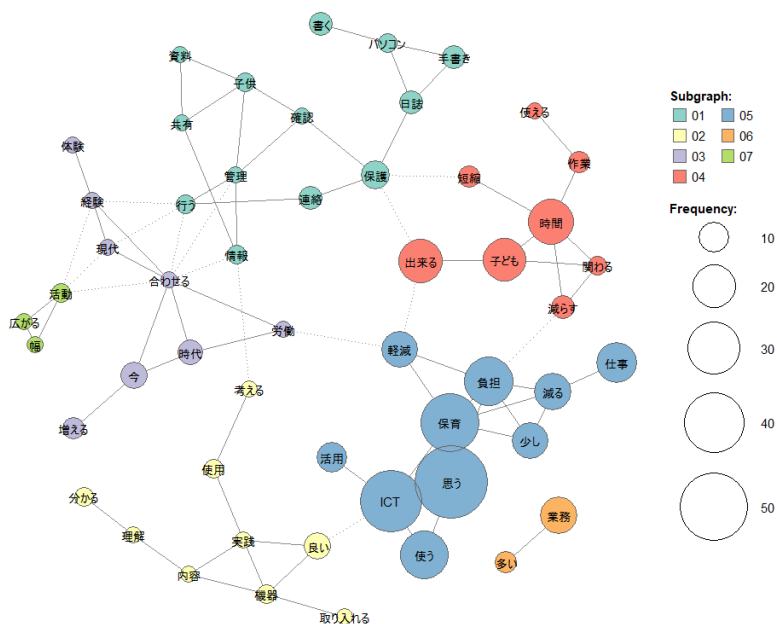 書く
パソコン
手書き
資料
子供
日誌
共有
確認
使える
体験
管理
保護
短縮
作業
経験
行う
連絡
時間
現代
情報
出来る
子ども
関わる
合わせる
活動
減らす
広がる
幅
労働
時代
軽減
今
考える
負担
減る
仕事
増える
保育
少し
使用
活用
思う
ICT
分かる
理解
実践
良い
業務
使う
内容
多い
機器
取り入れる
Subgraph:
01 05
02 06
03 07
04
Frequency:
10
20
30
40
50